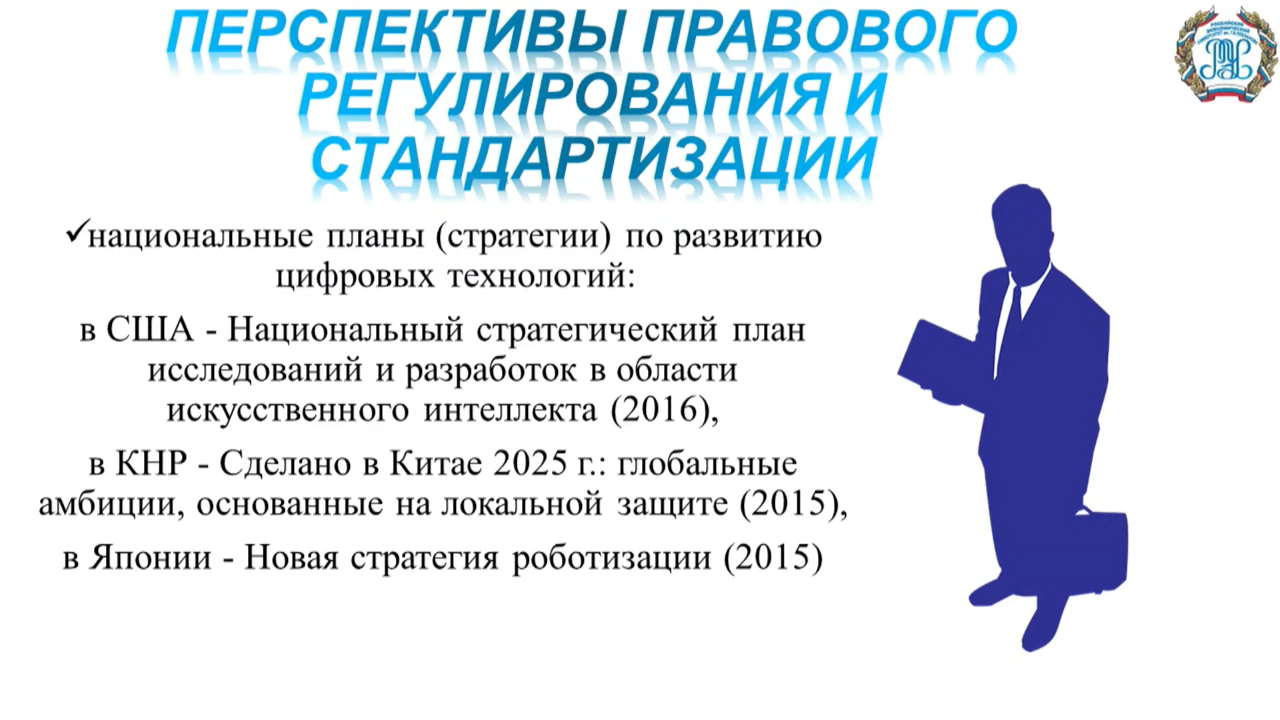 ПЕРСПЕКТИВЫ ПРАВОВОГО
РЕГУЛИРОВАНИЯ И
СТАНДАРТИЗАЦИИ
✓национальные планы (стратегии) по развитию
цифровых технологий:
в США - Национальный стратегический план
исследований и разработок в области
искусственного интеллекта (2016),
в КНР - Сделано в Китае 2025 г.: глобальные
амбиции, основанные на локальной защите (2015),
в Японии - Новая стратегия роботизации (2015)